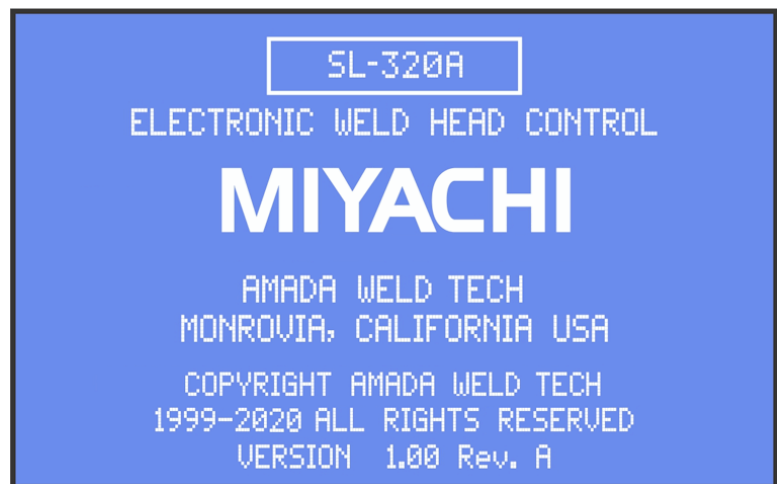 SL-320A
ELECTRONIC WELD HEAD CONTROL
MIYACHI
AMADA WELD TECH
MONROVIA, CALIFORNIA USA
COPYRIGHT AMADA WELD TECH
1999-2020 ALL RIGHTS RESERVED
VERSION 1.00 Rev. A